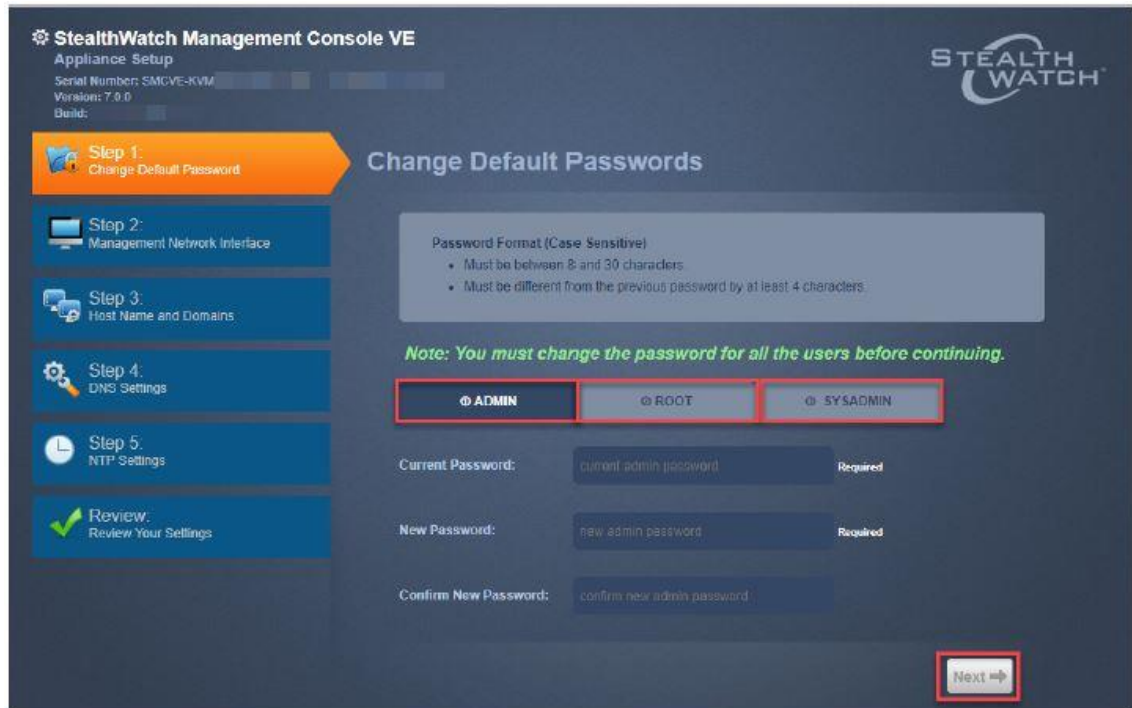 StealthWatch Management Console VE
Appliance Setup
Serial Number: SMCVE-KVM
Version: 7.0.0
Build:
STEALTH
WATCH
Step 1:
Change Default Password
Step 2:
Management Network Interface
Step 3:
Host Name and Domains
Step 4:
DNS Settings
Step 5:
NTP Settings
Review:
Review Your Settings
Change Default Passwords
Password Format (Case Sensitive)
• Must be between 8 and 30 characters.
• Must be different from the previous password by at least 4 characters.
Note: You must change the password for all the users before continuing.
ADMIN
ROOT
SYSADMIN
Current Password:
current admin password
Required
New Password:
new admin password
Required
Confirm New Password:
confirm new admin password
Next